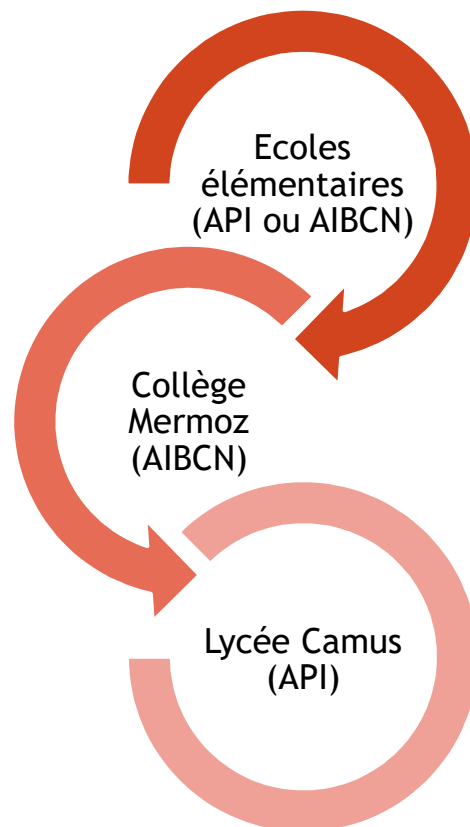 Ecoles
élémentaires
(API ou AIBCN)
Collège
Mermoz
(AIBCN)
Lycée Camus
(API)